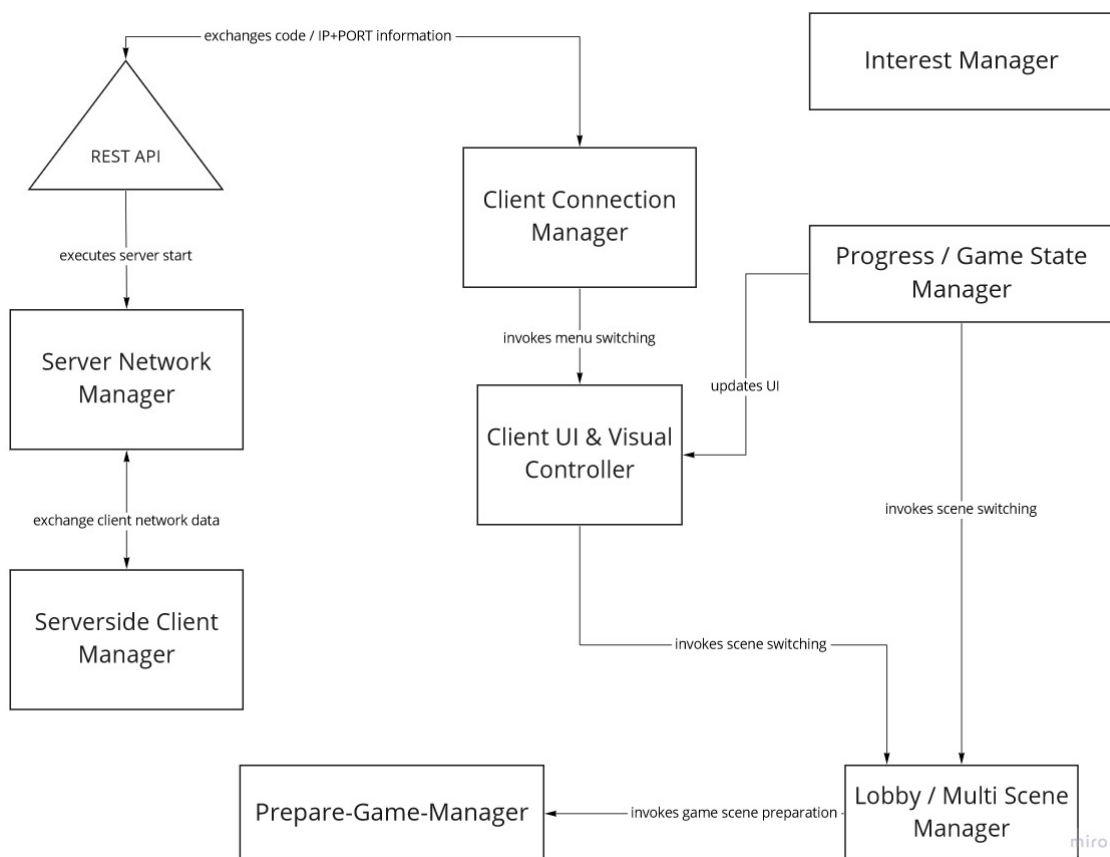 exchanges code / IP+PORT information
Interest Manager
REST API
Client Connection
Manager
executes server start
Progress / Game State
Manager
invokes menu switching
Server Network
Manager
updates UI
Client UI & Visual
Controller
invokes scene switching
exchange client network data
Serverside Client
Manager
invokes scene switching
Prepare-Game-Manager
invokes game scene preparation
Lobby / Multi Scene
Manager
miro